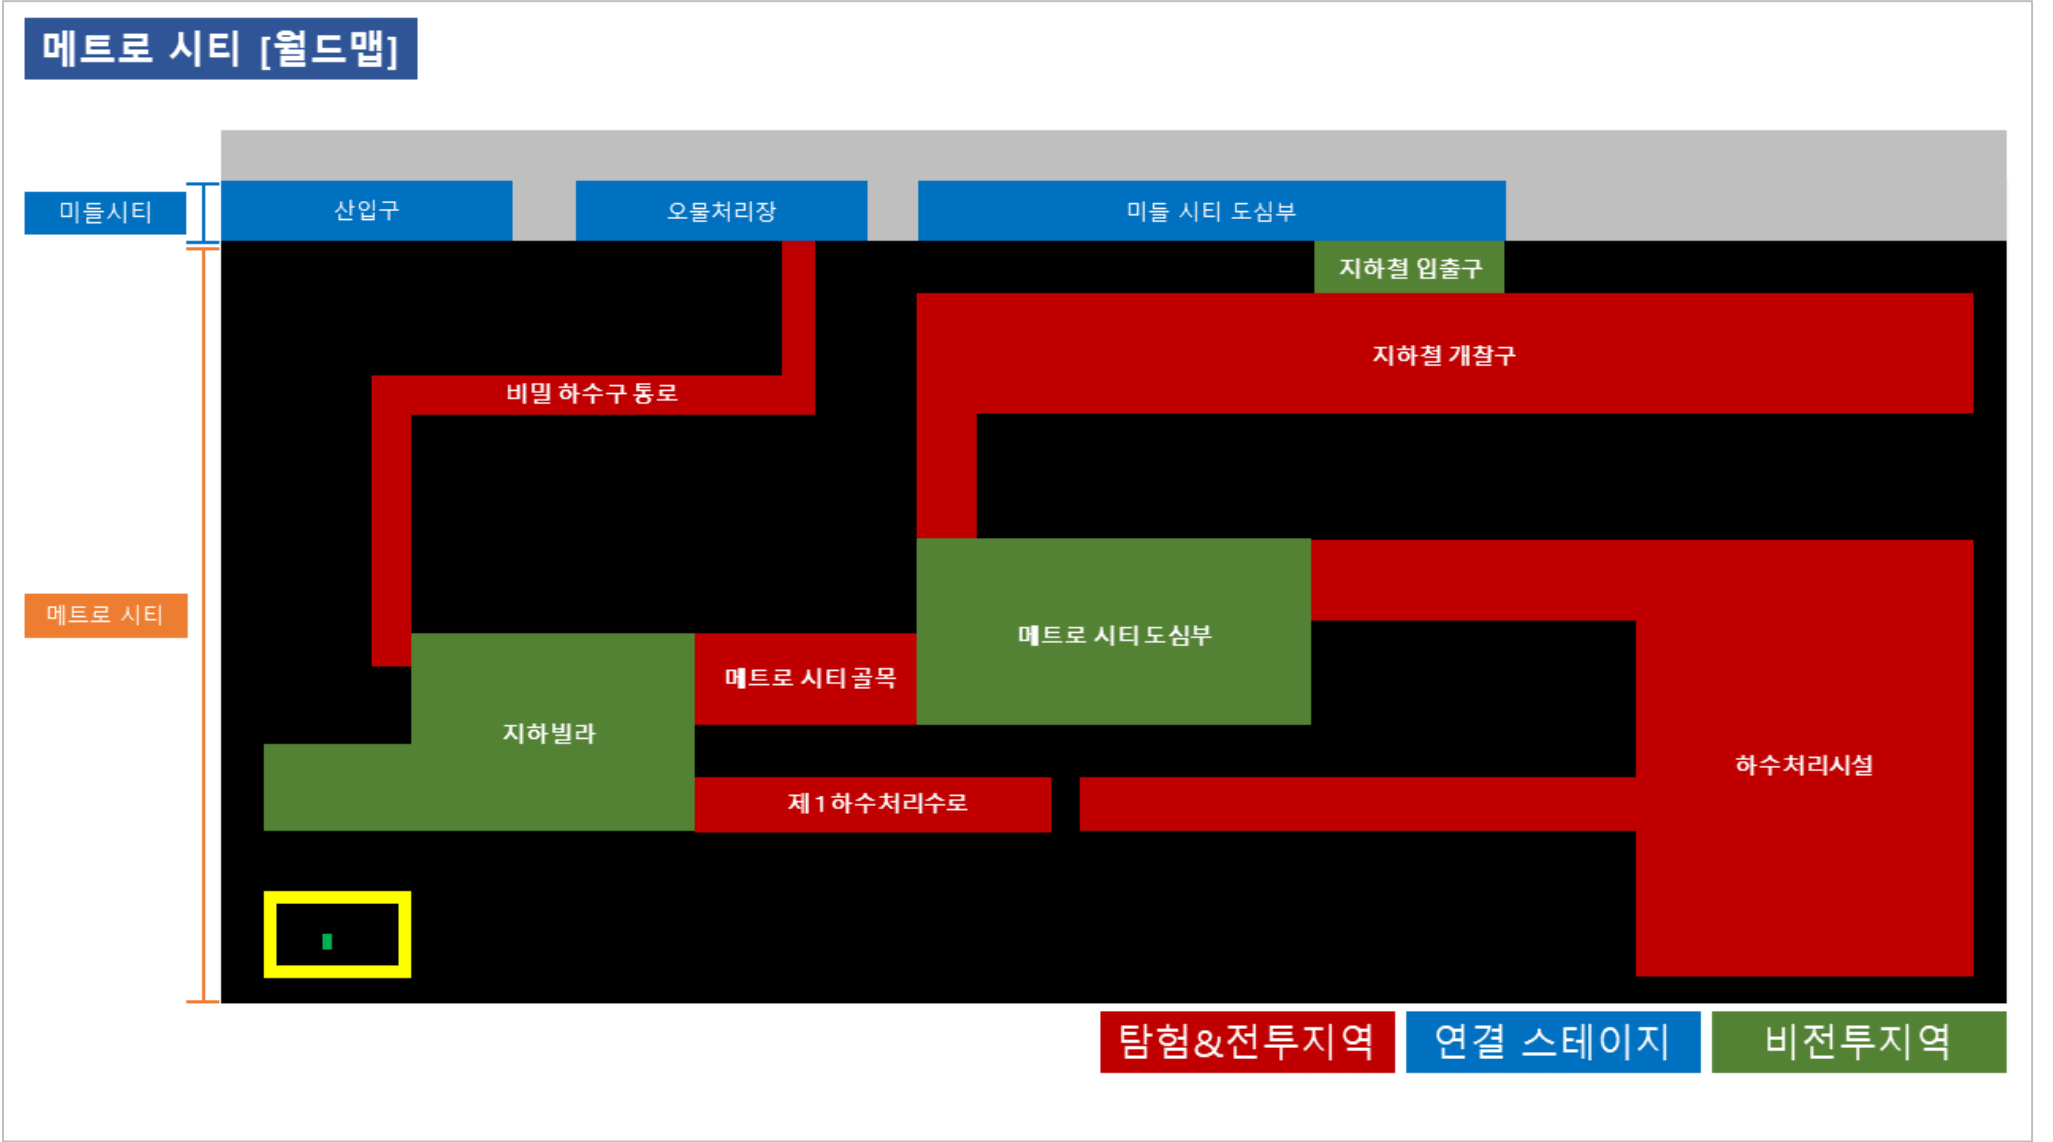 메트로 시티 [월드맵]
미들시티
산입구
오물처리장
미들 시티 도심부
지하철 입출구
지하철 개찰구
비밀 하수구 통로
메트로 시티
메트로 시티 도심부
메트로 시티 골목
지하빌라
하수처리시설
제1하수처리수로
탐험&전투지역
연결 스테이지
비전투지역